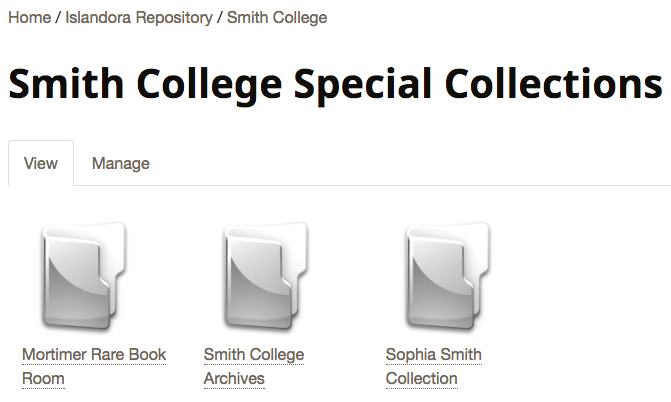 Home / Islandora Repository / Smith College
Smith College Special Collections
View Manage
Mortimer Rare Book Room
Smith College Archives
Sophia Smith Collection